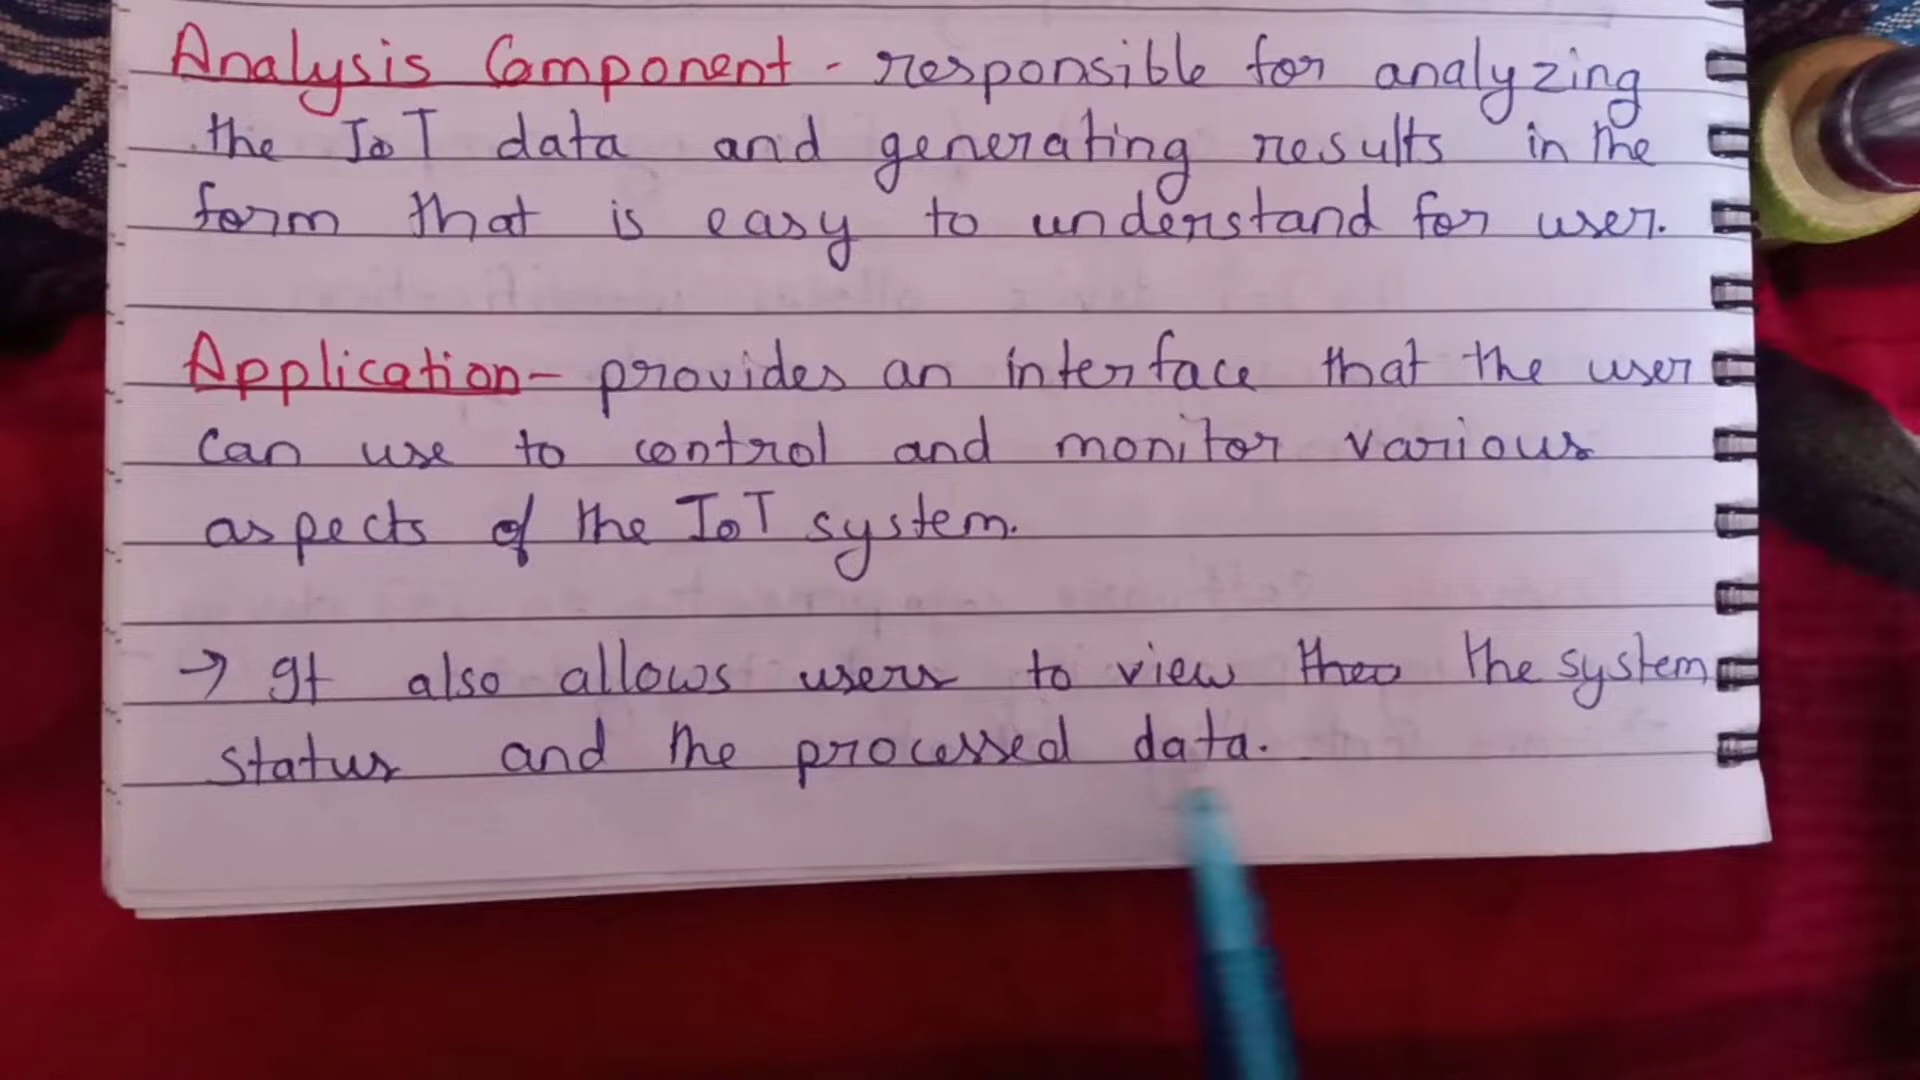 Analysis Component - responsible for analyzing
the IoT data and generating results in the
form that is easy to understand for user.
Application - provides an interface that the user
can use to control and monitor various
aspects of the IoT system.
→ It also allows users to view the the system
status and the processed data.